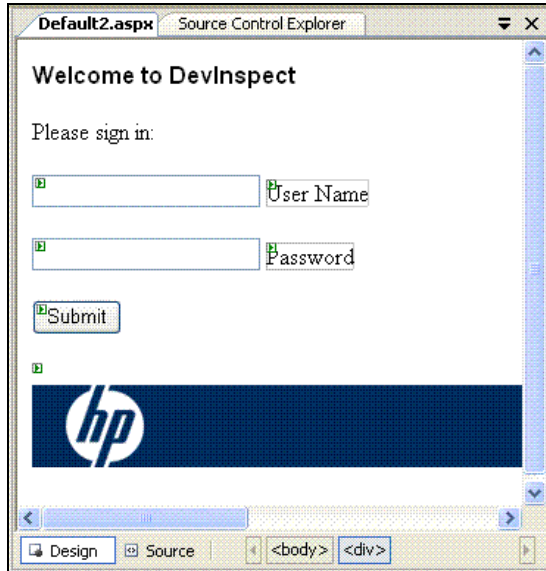 Default2.aspx Source Control Explorer
Welcome to DevInspect
Please sign in:
User Name
Password
Submit
hp
Design Source <body> <div>